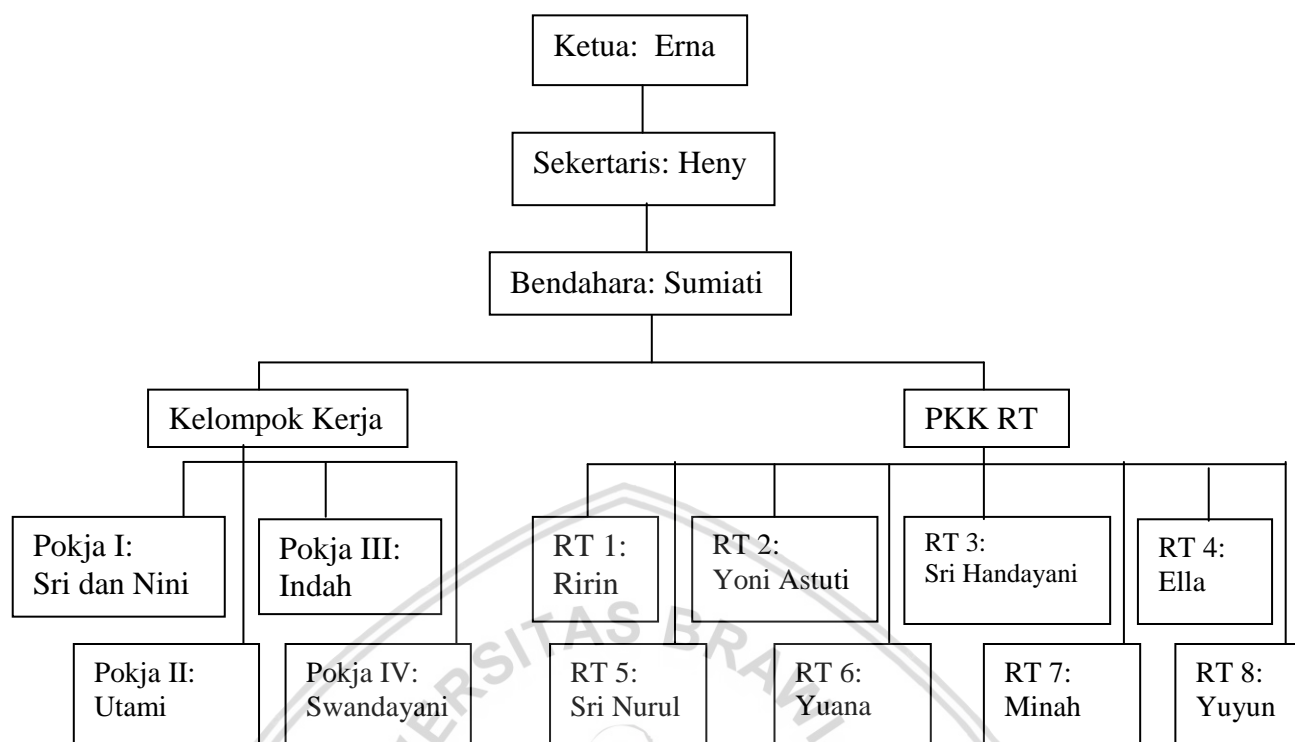 Ketua: Erna
Sekertaris: Heny
Bendahara: Sumiati
Kelompok Kerja
PKK RT
Pokja I:
Sri dan Nini
Pokja III:
Indah
RT 1:
Ririn
RT 2:
Yoni Astuti
RT 3:
Sri Handayani
RT 4:
Ella
Pokja II:
Utami
Pokja IV:
Swandayani
RT 5:
Sri Nurul
RT 6:
Yuana
RT 7:
Minah
RT 8:
Yuyun